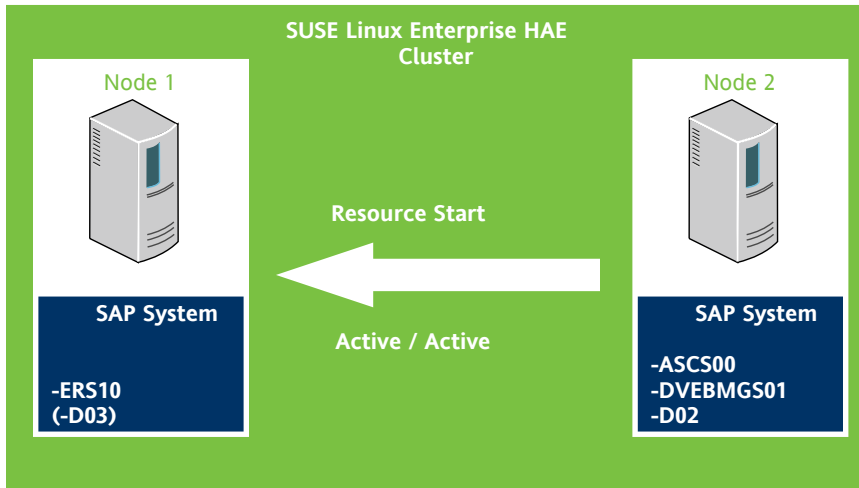 SUSE Linux Enterprise HAE
Cluster
Node 1
Node 2
Resource Start
Active / Active
SAP System
-ERS10
(-D03)
SAP System
-ASCS00
-DVEBMGS01
-D02